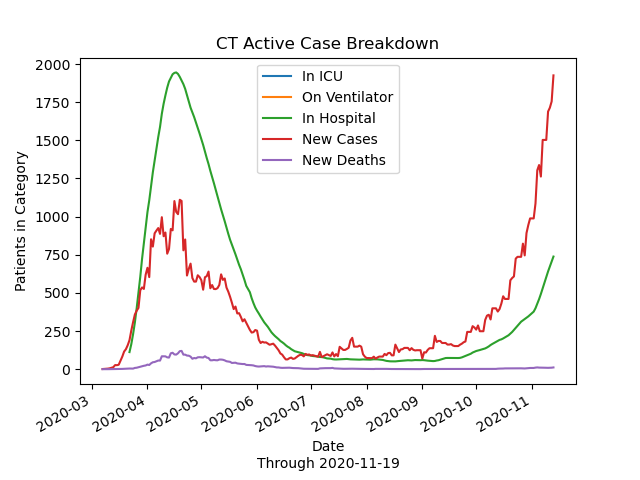 CT Active Case Breakdown
In ICU
On Ventilator
In Hospital
New Cases
New Deaths
Patients in Category
2000
1750
1500
1250
1000
750
500
250
0
2020-03
2020-04
2020-05
2020-06
2020-07
2020-08
2020-09
2020-10
2020-11
Date
Through 2020-11-19